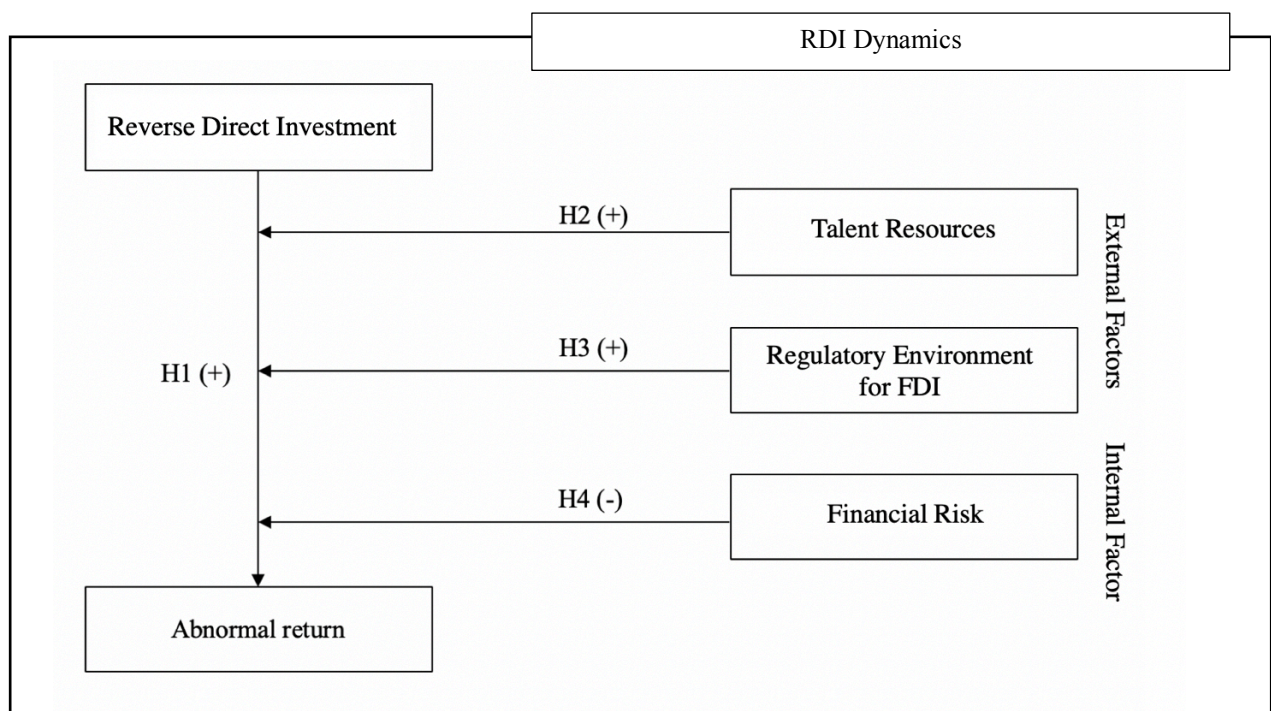 RDI Dynamics
Reverse Direct Investment
H2 (+)
Talent Resources
External Factors
H1 (+)
H3 (+)
Regulatory Environment
for FDI
H4 (-)
Financial Risk
Internal Factor
Abnormal return